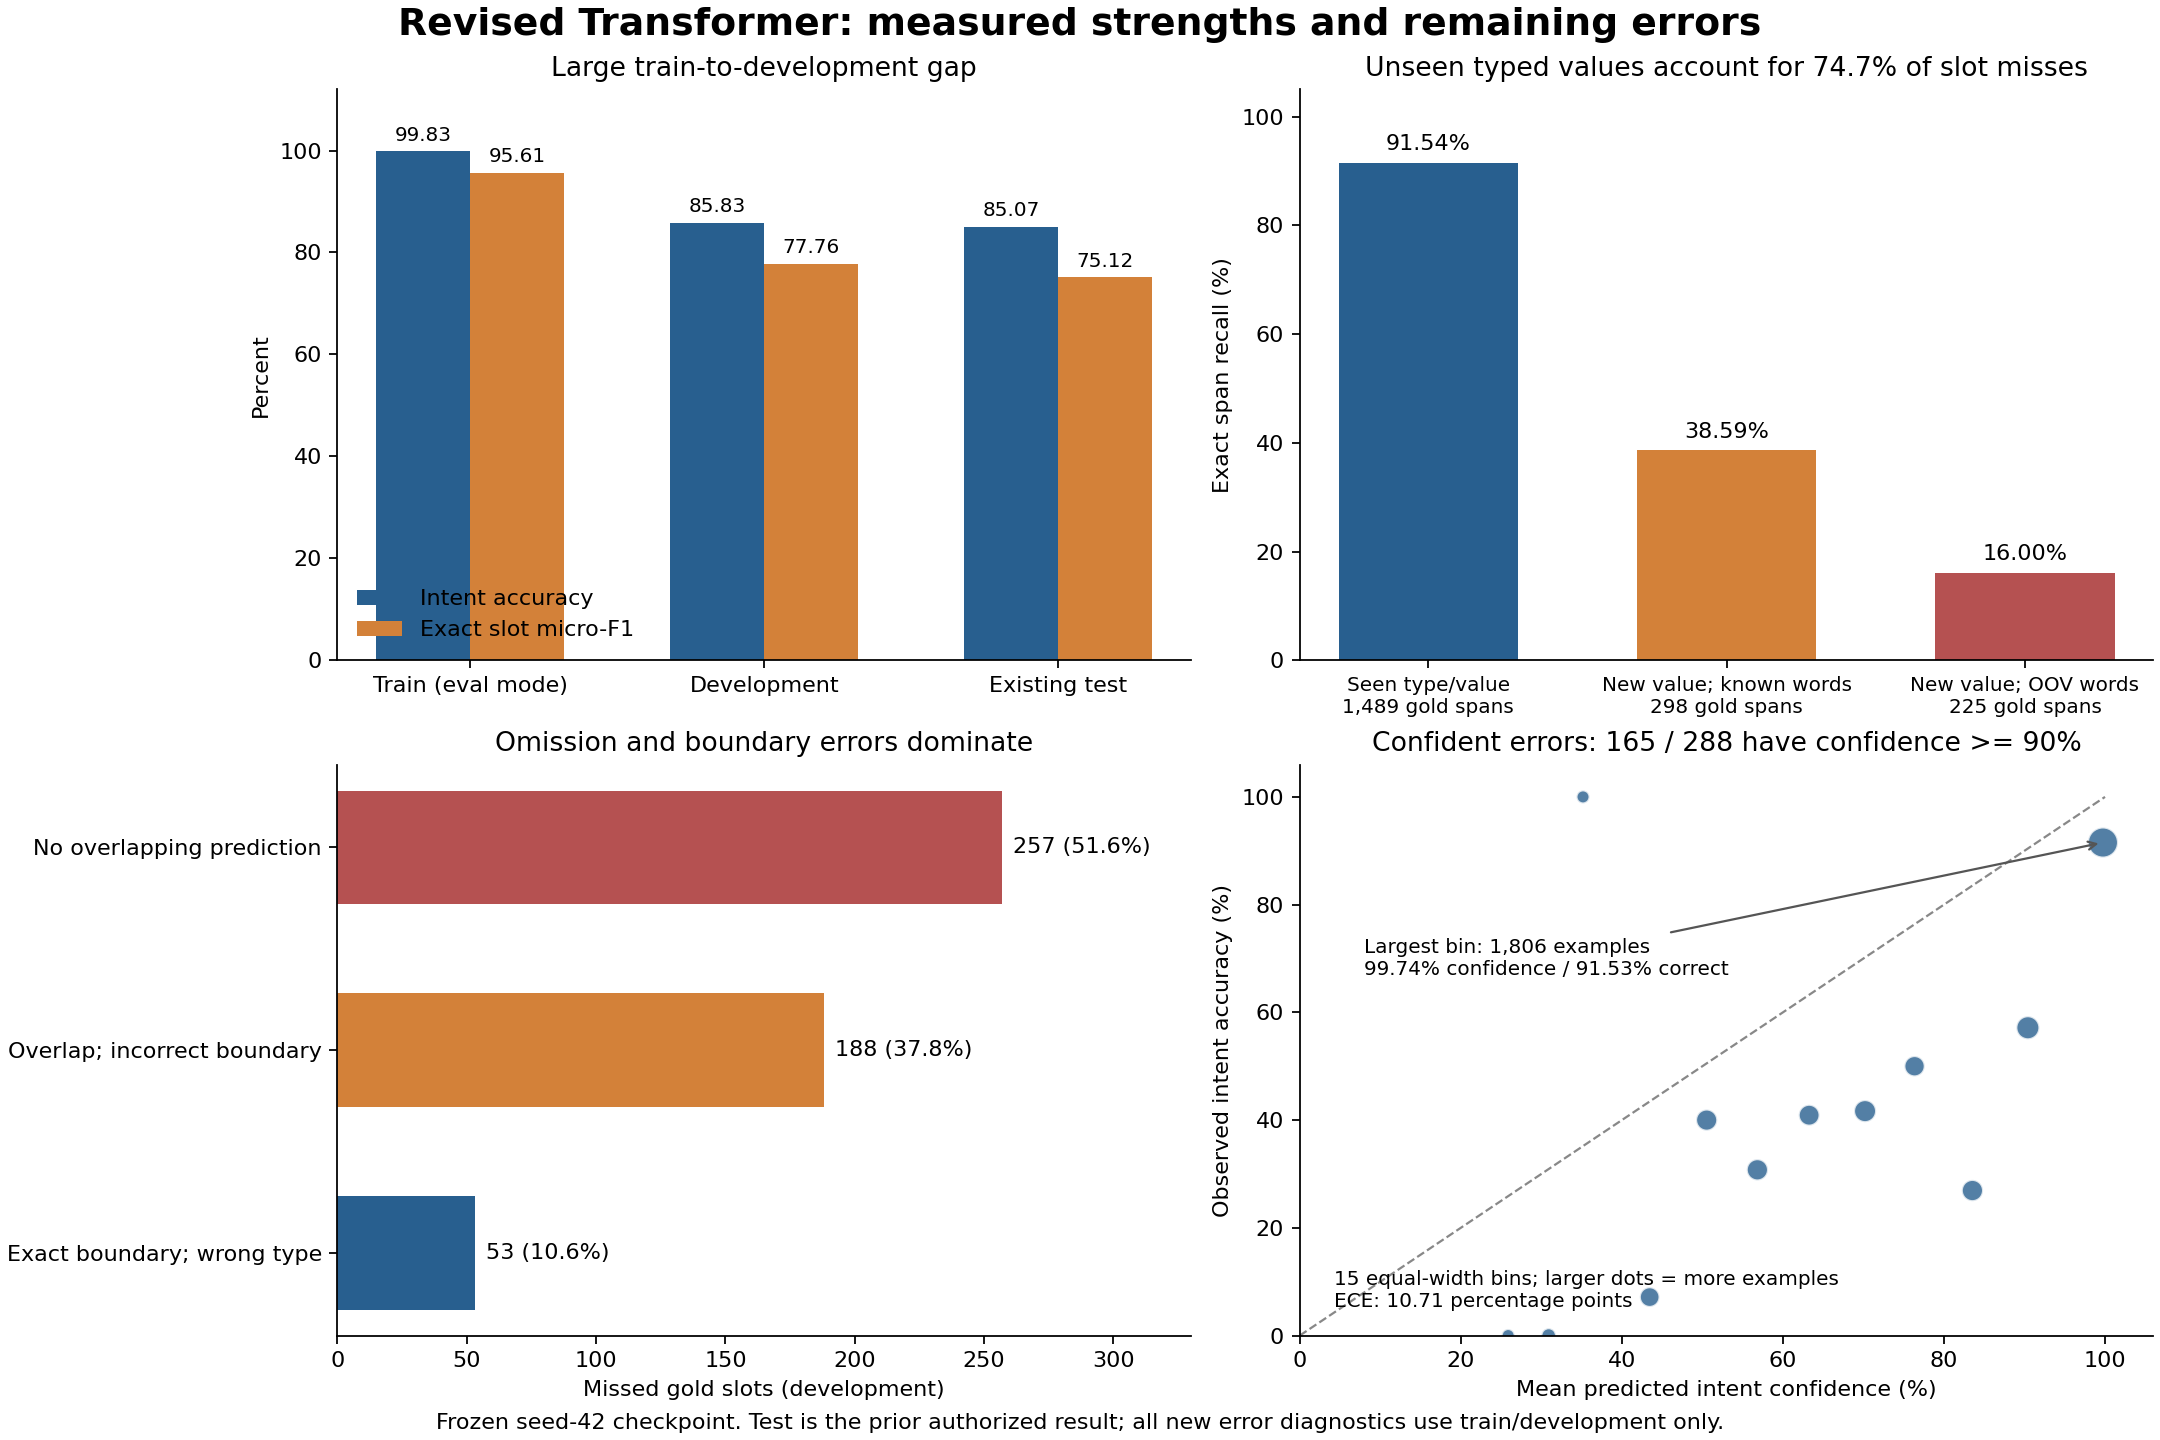 Revised Transformer: measured strengths and remaining errors
Large train-to-development gap
Percent
100
80
60
40
20
0
99.83
95.61
85.83
77.76
85.07
75.12
Intent accuracy
Exact slot micro-F1
Train (eval mode)
Development
Existing test
Unseen typed values account for 74.7% of slot misses
Exact span recall (%)
100
80
60
40
20
0
91.54%
38.59%
16.00%
Seen type/value
1,489 gold spans
New value; known words
298 gold spans
New value; OOV words
225 gold spans
Omission and boundary errors dominate
No overlapping prediction
257 (51.6%)
Overlap; incorrect boundary
188 (37.8%)
Exact boundary; wrong type
53 (10.6%)
0
50
100
150
200
250
300
Missed gold slots (development)
Confident errors: 165 / 288 have confidence >= 90%
Observed intent accuracy (%)
100
80
60
40
20
0
Largest bin: 1,806 examples
99.74% confidence / 91.53% correct
15 equal-width bins; larger dots = more examples
ECE: 10.71 percentage points
0
20
40
60
80
100
Mean predicted intent confidence (%)
Frozen seed-42 checkpoint. Test is the prior authorized result; all new error diagnostics use train/development only.